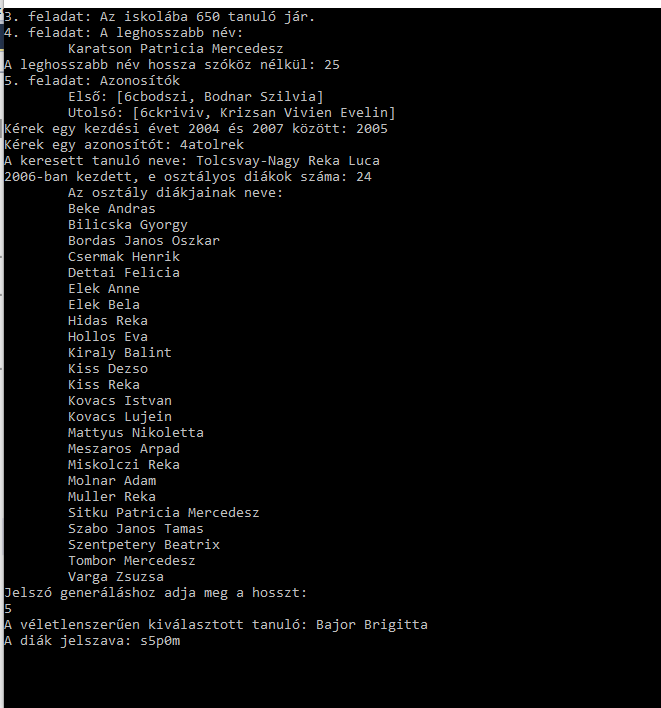 3. feladat: Az iskolába 650 tanuló jár.
4. feladat: A leghosszabb név:
Karatson Patricia Mercedesz
A leghosszabb név hossza szóköz nélkül: 25
5. feladat: Azonosítók
Első: [6cbodszi, Bodnar Szilvia]
Utolsó: [6ckriviv, Krizsan Vivien Evelin]
Kérek egy kezdési évet 2004 és 2007 között: 2005
Kérek egy azonosítót: 4atolrek
A keresett tanuló neve: Tolcsvay-Nagy Reka Luca
2006-ban kezdett, e osztályos diákok száma: 24
Az osztály diákjainak neve:
Beke Andras
Bilicska Gyorgy
Bordas Janos Oszkar
Csermak Henrik
Dettai Felicia
Elek Anne
Elek Bela
Hidas Reka
Hollos Eva
Kiraly Balint
Kiss Dezso
Kiss Reka
Kovacs Istvan
Kovacs Lujein
Mattyus Nikoletta
Meszaros Arpad
Miskolczi Reka
Molnar Adam
Muller Reka
Sitku Patricia Mercedesz
Szabo Janos Tamas
Szentpetery Beatrix
Tombor Mercedesz
Varga Zsuzsa
Jelszó generáláshoz adja meg a hosszt:
5
A véletlenszerűen kiválasztott tanuló: Bajor Brigitta
A diák jelszava: s5p0m